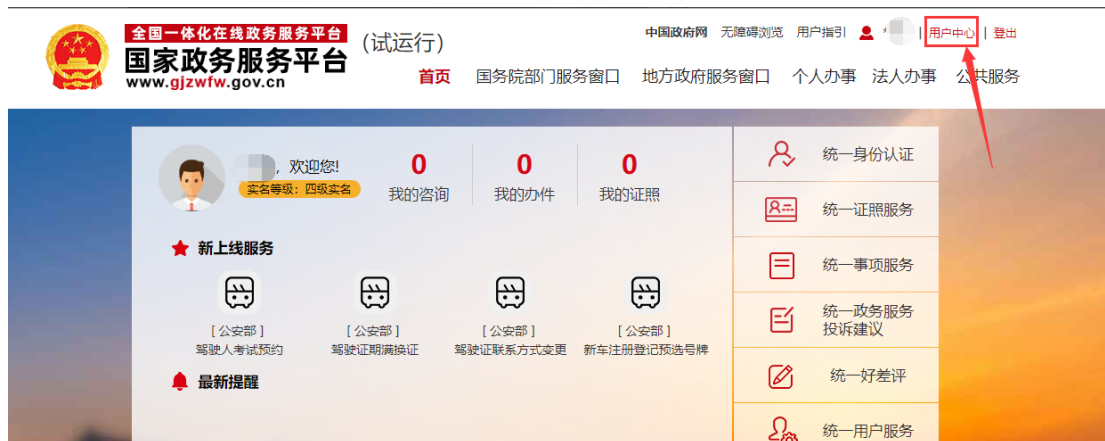 全国一体化在线政务服务平台
国家政务服务平台
www.gjzwfw.gov.cn
(试运行)
中国政府网 无障碍浏览 用户指引 | 用户中心 | 登出
首页 国务院部门服务窗口 地方政府服务窗口 个人办事 法人办事 公共服务
，欢迎您!
实名等级：四级实名
0 0 0
我的咨询 我的办件 我的证照
新上线服务
[ 公安部 ] [ 公安部 ] [ 公安部 ] [ 公安部 ]
驾驶人考试预约 驾驶证期满换证 驾驶证联系方式变更 新车注册登记预选号牌
最新提醒
统一身份认证
统一证照服务
统一事项服务
统一政务服务
投诉建议
统一好差评
统一用户服务